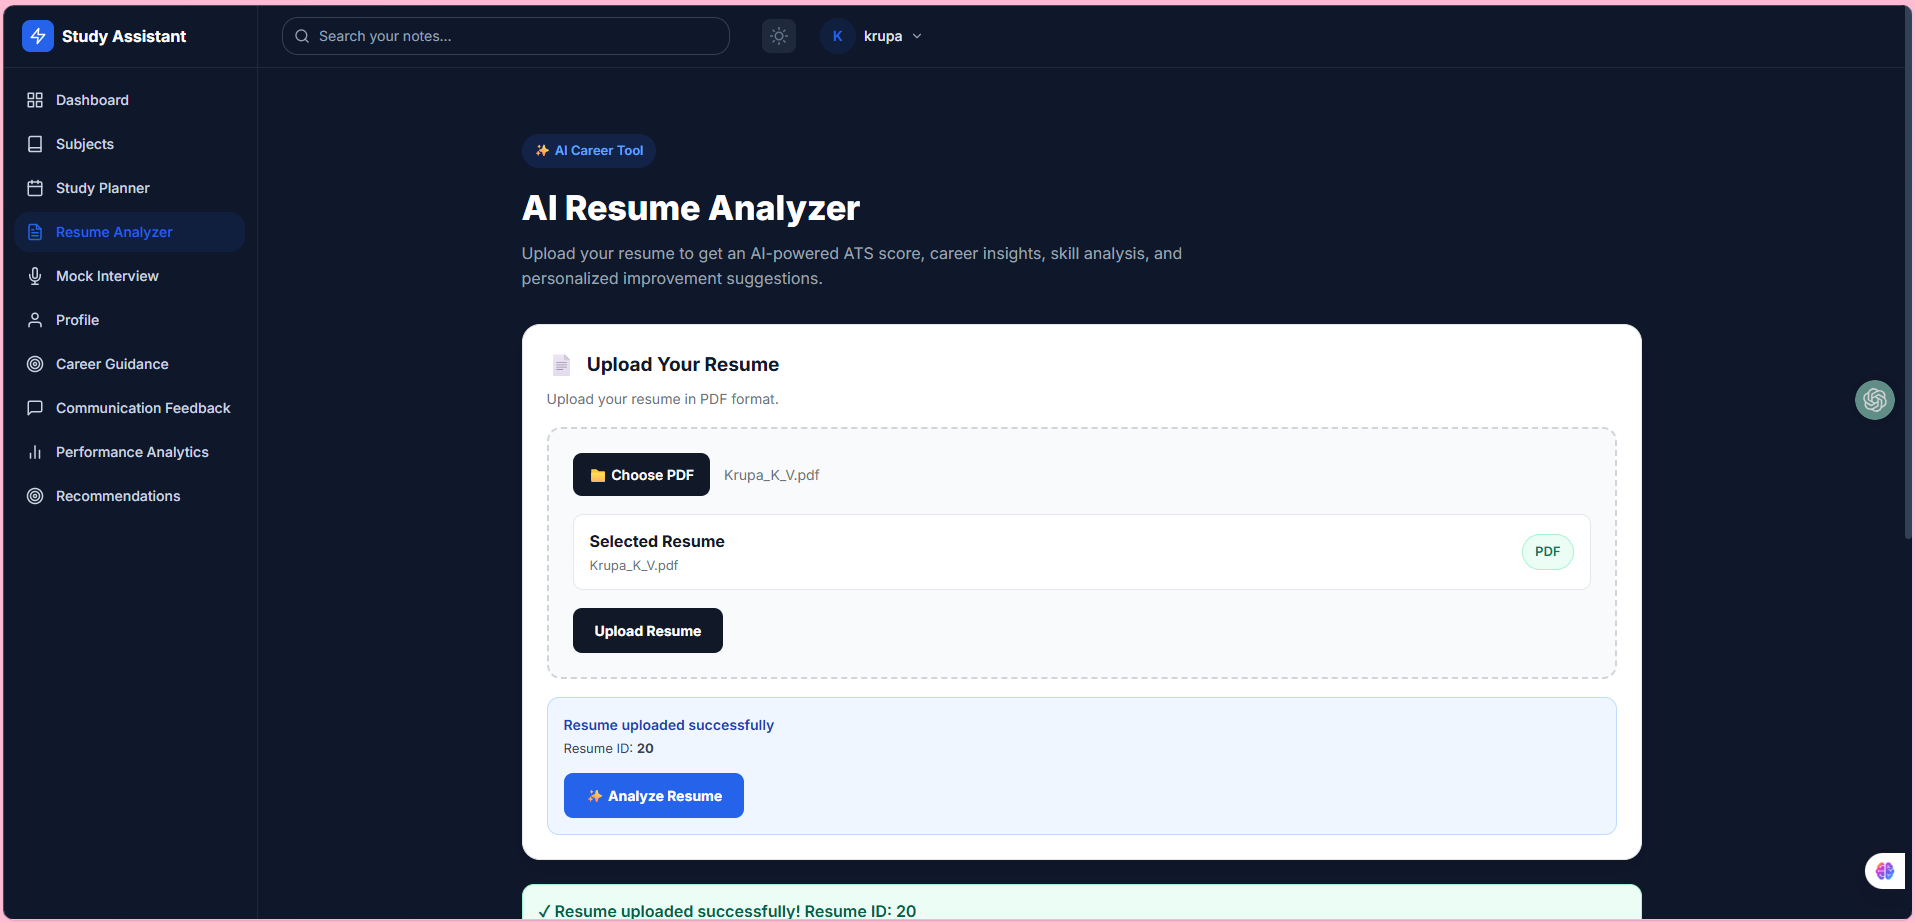 Study Assistant
Search your notes...
K
krupa
Dashboard
Subjects
Study Planner
Resume Analyzer
Mock Interview
Profile
Career Guidance
Communication Feedback
Performance Analytics
Recommendations
✨ AI Career Tool
AI Resume Analyzer
Upload your resume to get an AI-powered ATS score, career insights, skill analysis, and
personalized improvement suggestions.
Upload Your Resume
Upload your resume in PDF format.
Choose PDF
Krupa_K_V.pdf
Selected Resume
Krupa_K_V.pdf
PDF
Upload Resume
Resume uploaded successfully
Resume ID: 20
✨ Analyze Resume
✓ Resume uploaded successfully! Resume ID: 20